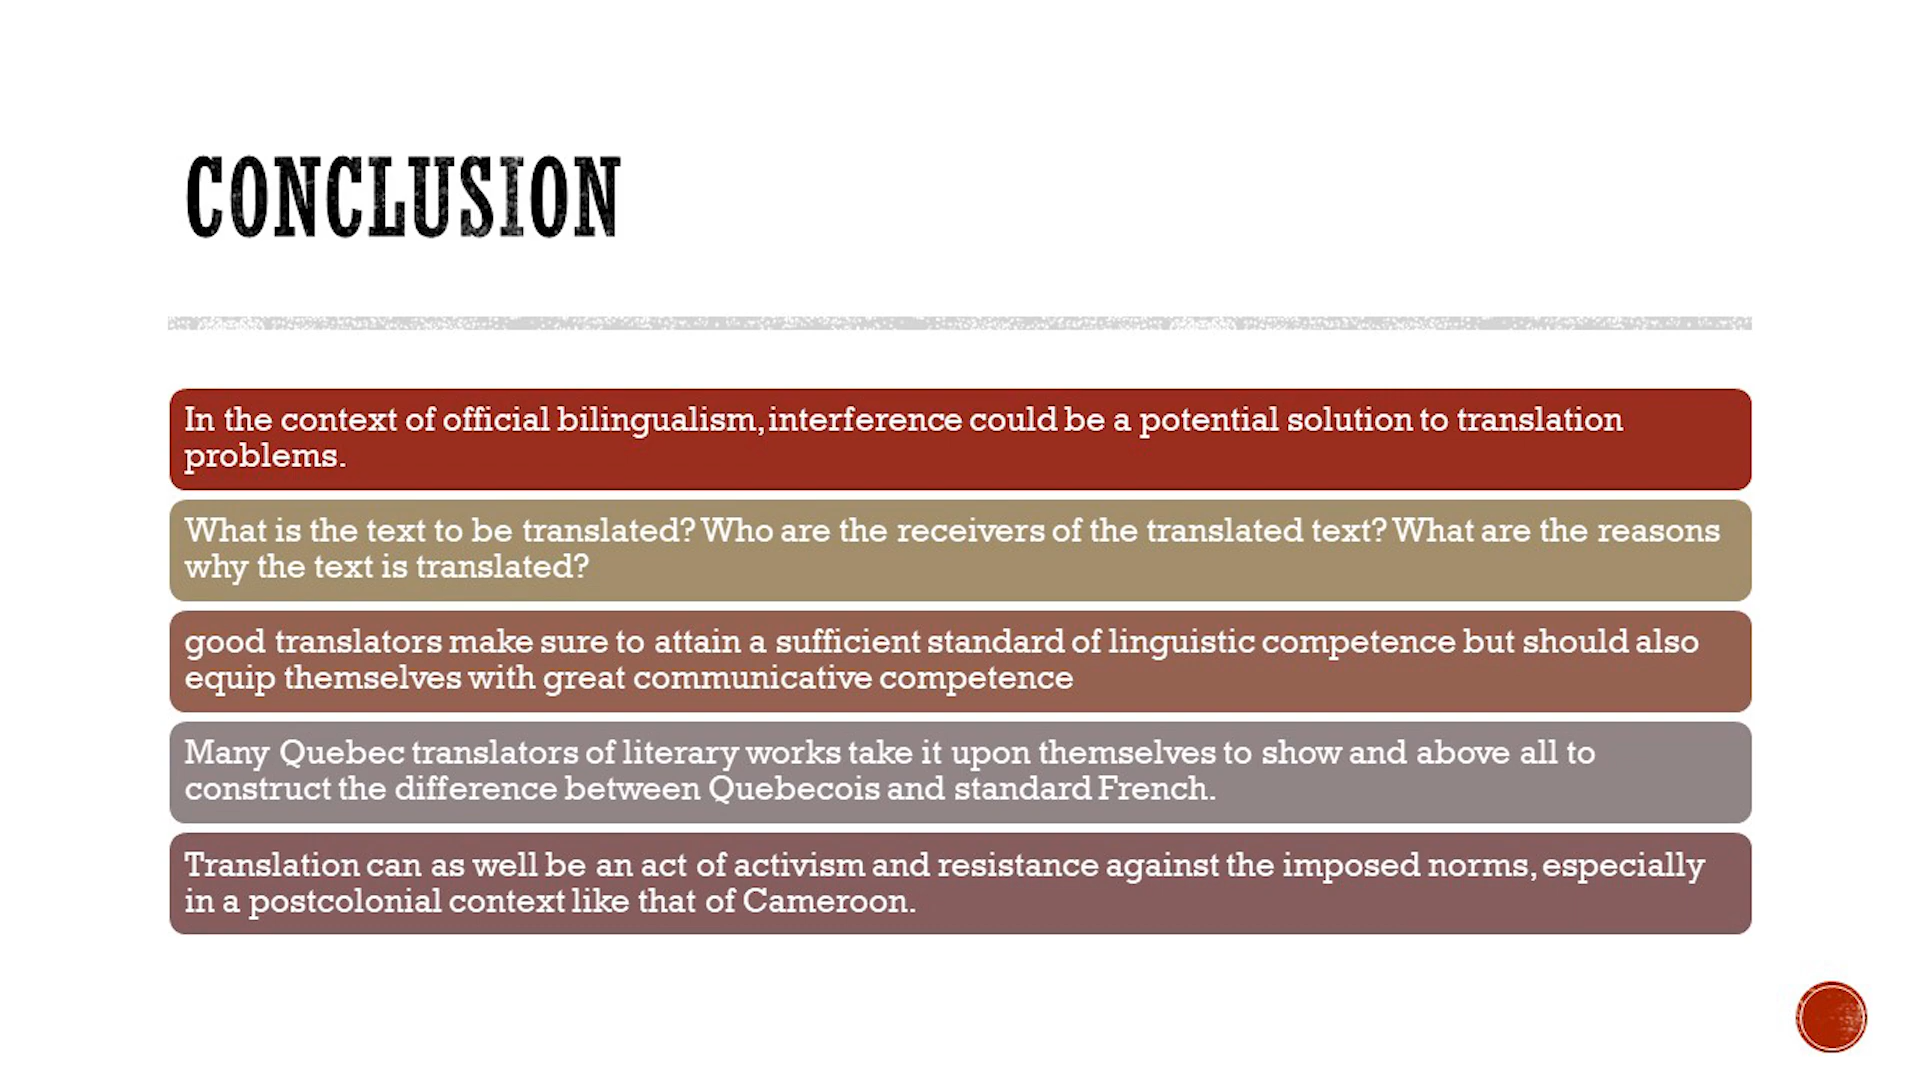 CONCLUSION
In the context of official bilingualism, interference could be a potential solution to translation
problems.
What is the text to be translated? Who are the receivers of the translated text? What are the reasons
why the text is translated?
good translators make sure to attain a sufficient standard of linguistic competence but should also
equip themselves with great communicative competence
Many Quebec translators of literary works take it upon themselves to show and above all to
construct the difference between Quebecois and standard French.
Translation can as well be an act of activism and resistance against the imposed norms, especially
in a postcolonial context like that of Cameroon.